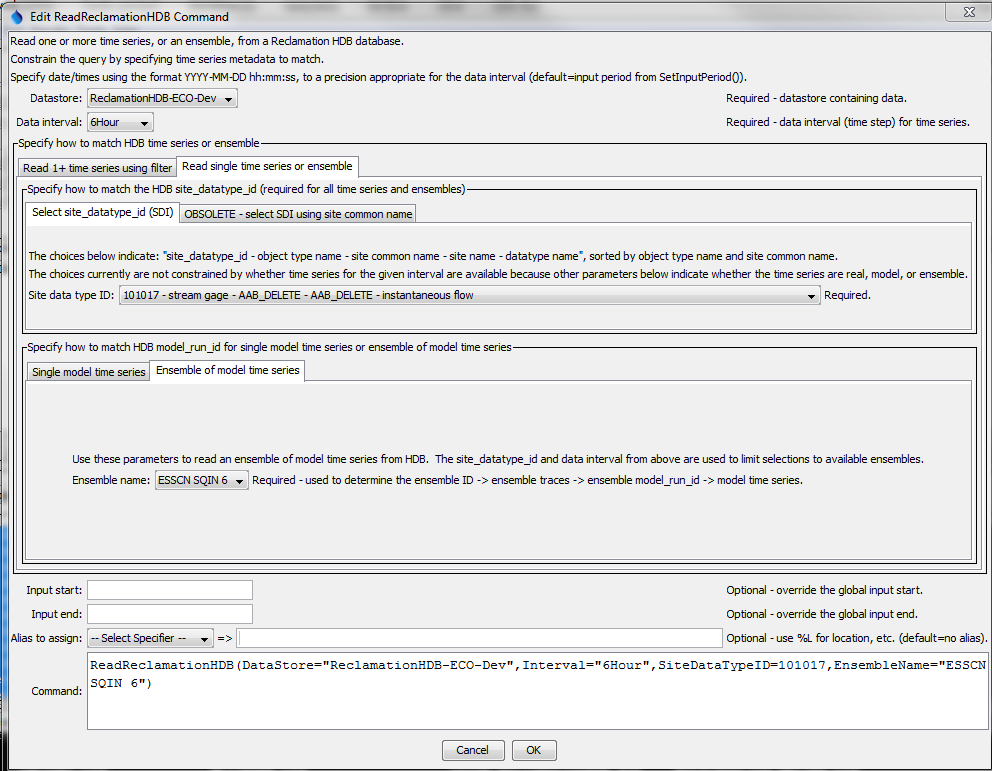 Edit ReadReclamationHDB Command
Read one or more time series, or an ensemble, from a Reclamation HDB database.
Constrain the query by specifying time series metadata to match.
Specify date/times using the format YYYY-MM-DD hh:mm:ss, to a precision appropriate for the data interval (default=input period from SetInputPeriod()).
Datastore: ReclamationHDB-ECO-Dev Required - datastore containing data.
Data interval: 6Hour Required - data interval (time step) for time series.
Specify how to match HDB time series or ensemble
Read 1+ time series using filter Read single time series or ensemble
Specify how to match the HDB site_datatype_id (required for all time series and ensembles)
Select site_datatype_id (SDI) OBSOLETE - select SDI using site common name
The choices below indicate: "site_datatype_id - object type name - site common name - site name - datatype name", sorted by object type name and site common name.
The choices currently are not constrained by whether time series for the given interval are available because other parameters below indicate whether the time series are real, model, or ensemble.
Site data type ID: 101017 - stream gage - AAB_DELETE - AAB_DELETE - instantaneous flow Required.
Specify how to match HDB model_run_id for single model time series or ensemble of model time series
Single model time series Ensemble of model time series
Use these parameters to read an ensemble of model time series from HDB. The site_datatype_id and data interval from above are used to limit selections to available ensembles.
Ensemble name: ESSCN SQIN 6 Required - used to determine the ensemble ID -> ensemble traces -> ensemble model_run_id -> model time series.
Input start: Optional - override the global input start.
Input end: Optional - override the global input end.
Alias to assign: -- Select Specifier -- => Optional - use %L for location, etc. (default=no alias).
ReadReclamationHDB(DataStore="ReclamationHDB-ECO-Dev",Interval="6Hour",SiteDataTypeID=101017,EnsembleName="ESSCN
SQIN 6")
Command:
Cancel OK